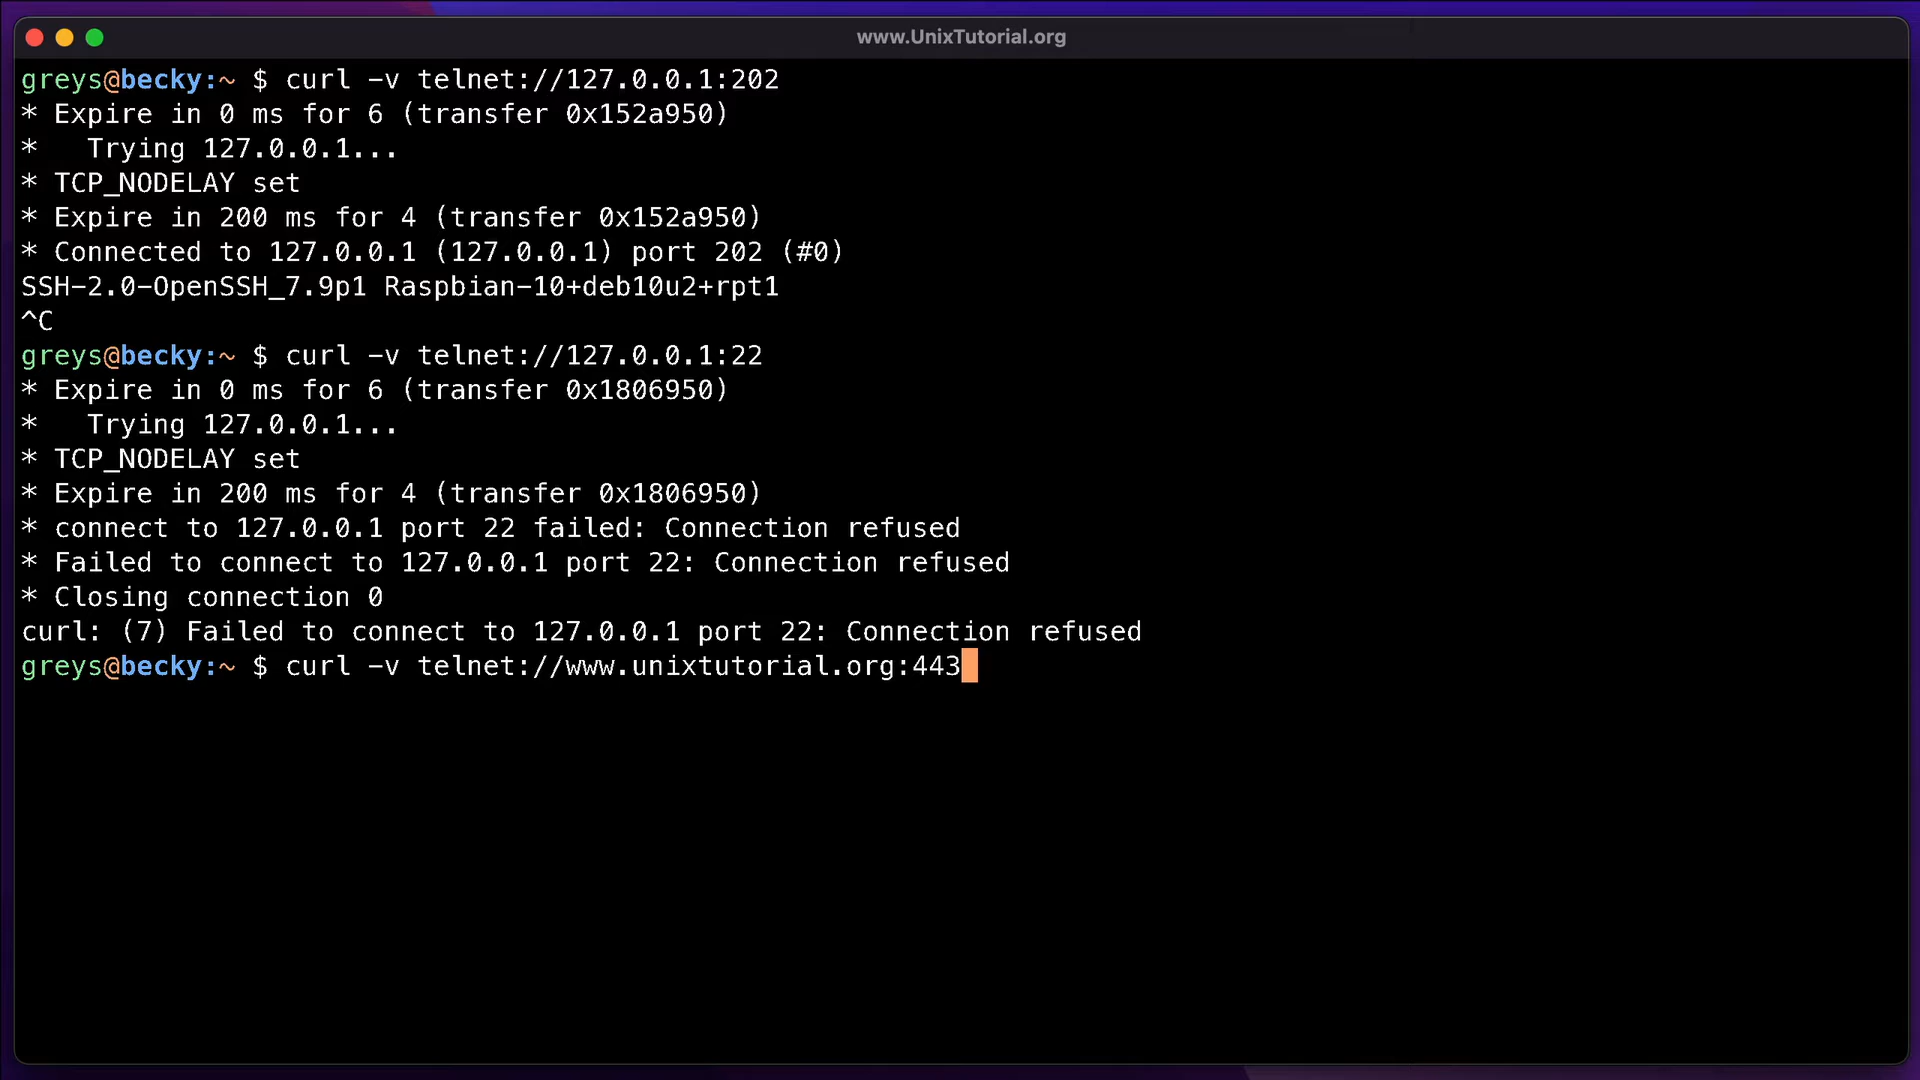 www.UnixTutorial.org
greys@becky:~ $ curl -v telnet://127.0.0.1:202
* Expire in 0 ms for 6 (transfer 0x152a950)
*   Trying 127.0.0.1...
* TCP_NODELAY set
* Expire in 200 ms for 4 (transfer 0x152a950)
* Connected to 127.0.0.1 (127.0.0.1) port 202 (#0)
SSH-2.0-OpenSSH_7.9p1 Raspbian-10+deb10u2+rpt1
^C
greys@becky:~ $ curl -v telnet://127.0.0.1:22
* Expire in 0 ms for 6 (transfer 0x1806950)
*   Trying 127.0.0.1...
* TCP_NODELAY set
* Expire in 200 ms for 4 (transfer 0x1806950)
* connect to 127.0.0.1 port 22 failed: Connection refused
* Failed to connect to 127.0.0.1 port 22: Connection refused
* Closing connection 0
curl: (7) Failed to connect to 127.0.0.1 port 22: Connection refused
greys@becky:~ $ curl -v telnet://www.unixtutorial.org:443